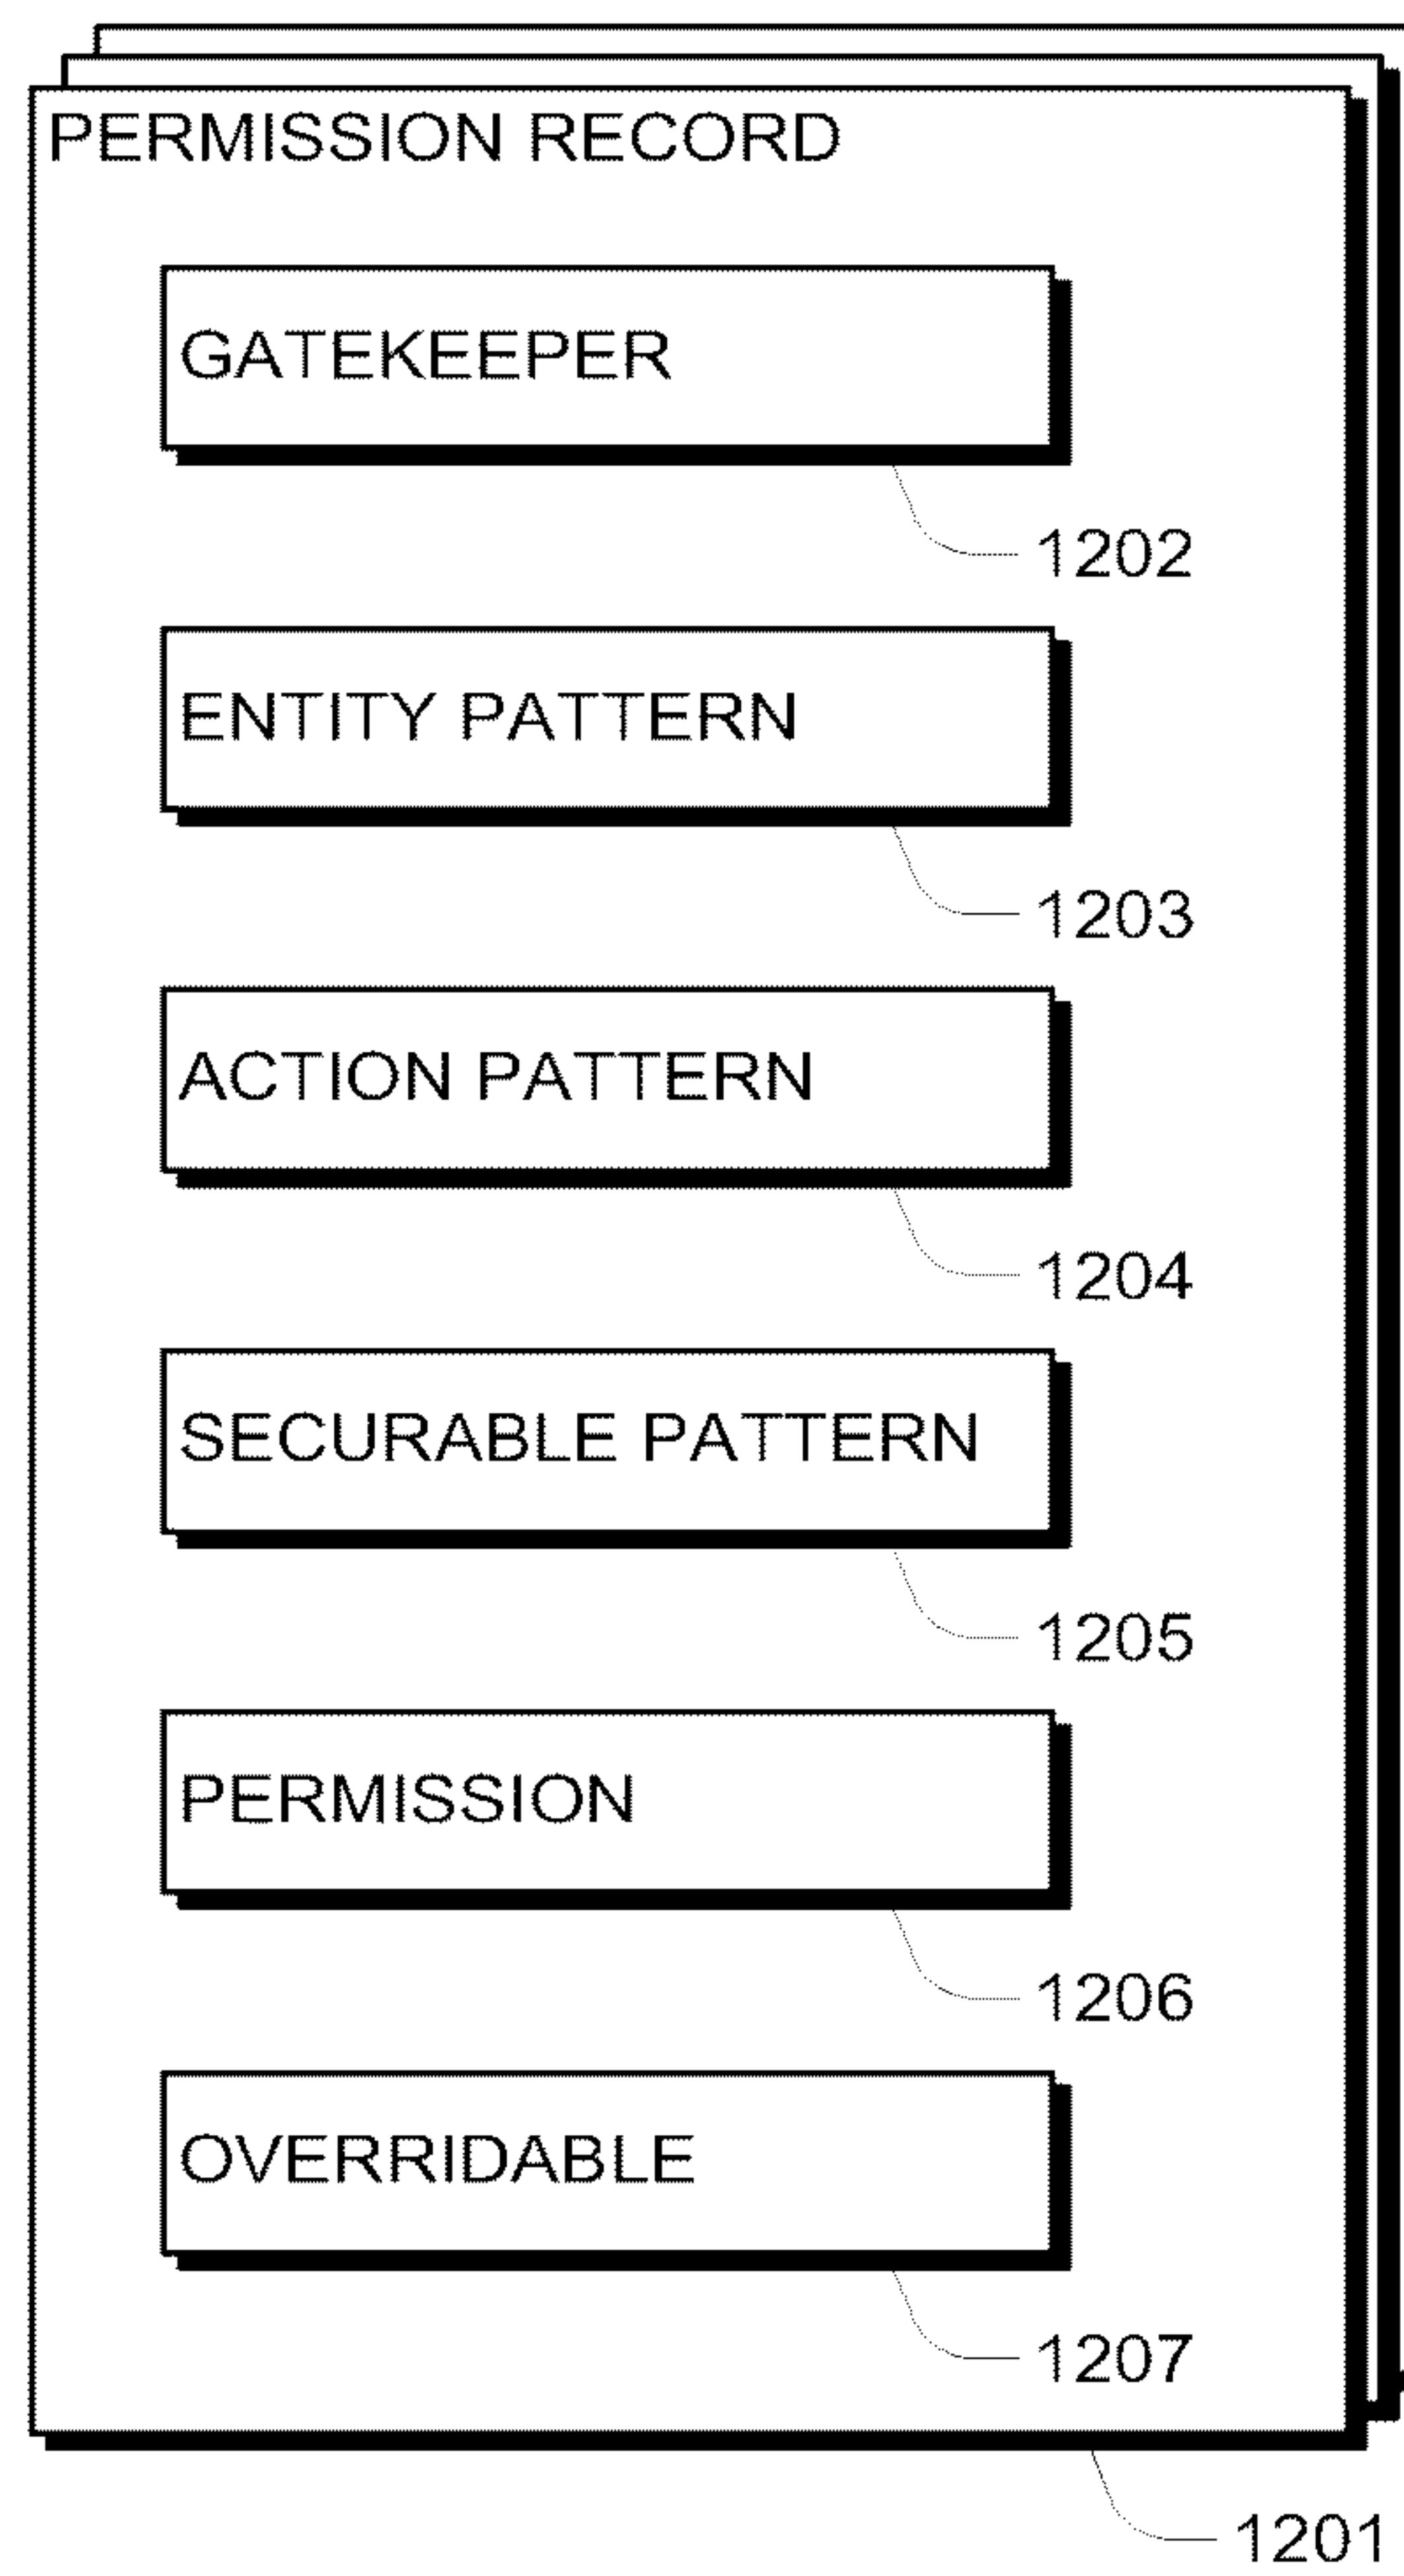 PERMISSION RECORD
GATEKEEPER
1202
ENTITY PATTERN
1203
ACTION PATTERN
1204
SECURABLE PATTERN
1205
PERMISSION
1206
OVERRIDABLE
1207
1201